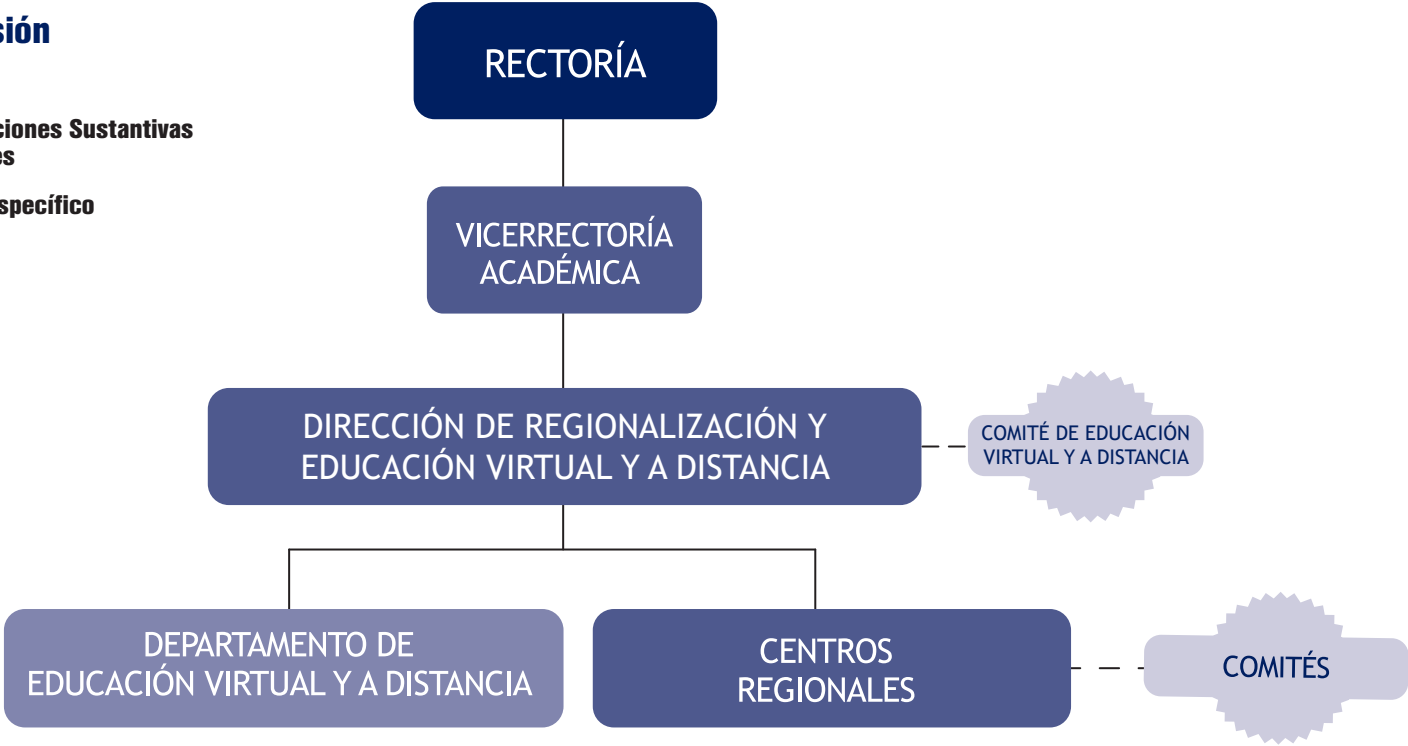 sión
ciones Sustantivas
es
specífico
RECTORÍA
VICERRECTORÍA
ACADÉMICA
DIRECCIÓN DE REGIONALIZACIÓN Y
EDUCACIÓN VIRTUAL Y A DISTANCIA
COMITÉ DE EDUCACIÓN
VIRTUAL Y A DISTANCIA
DEPARTAMENTO DE
EDUCACIÓN VIRTUAL Y A DISTANCIA
CENTROS
REGIONALES
COMITÉS